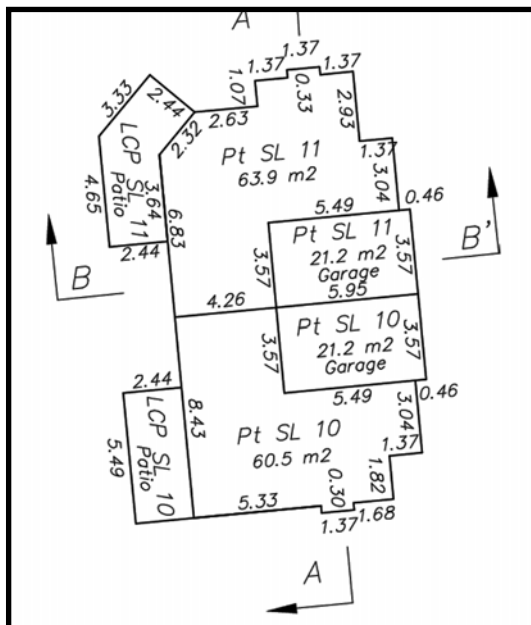 A
1.37
1.37
1.37
3.33
2.44
1.07
0.33
2.63
2.93
2.32
LCP SL 11
Patio
Pt SL 11
63.9 m2
1.37
4.65
3.64
6.83
3.04
5.49
0.46
Pt SL 11
21.2 m2
Garage
2.44
3.57
3.57
B
B'
5.95
4.26
Pt SL 10
21.2 m2
Garage
3.57
3.57
2.44
5.49
0.46
LCP SL 10
Patio
8.43
3.04
Pt SL 10
60.5 m2
1.37
5.49
1.82
0.30
5.33
1.37
1.68
A